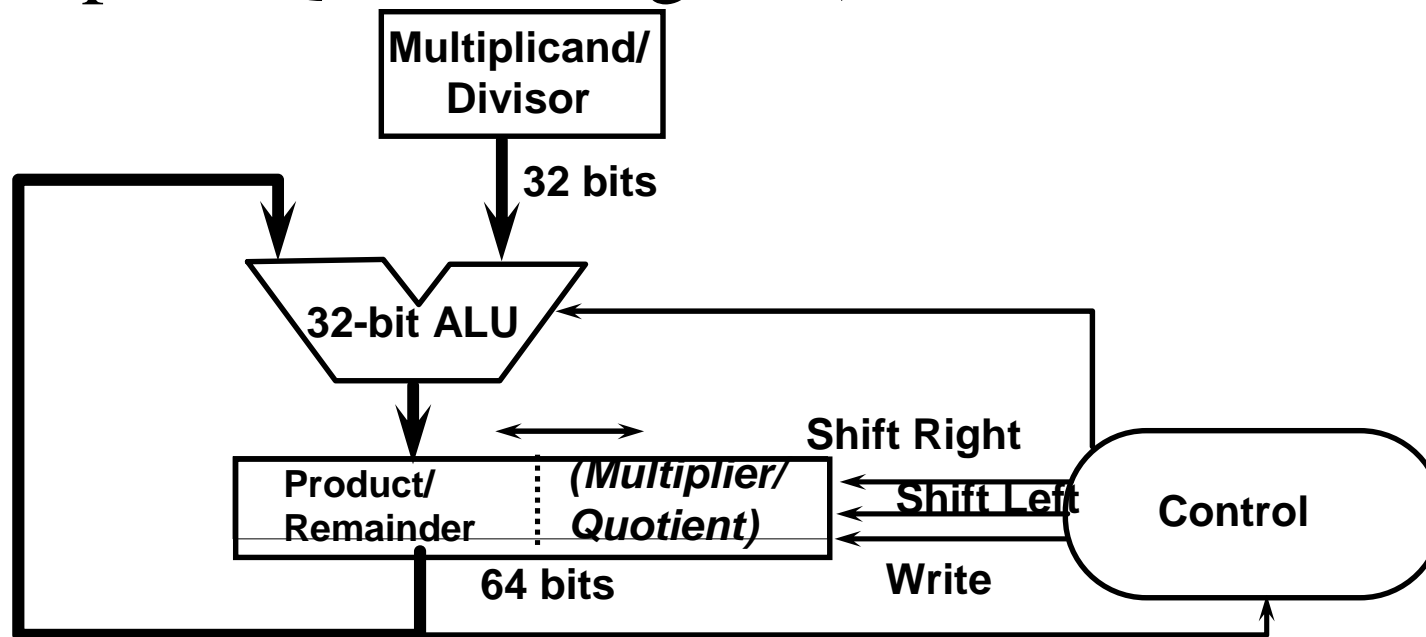 Multiplicand/
Divisor
32 bits
32-bit ALU
Shift Right
Product/
Remainder
(Multiplier/
Quotient)
Shift Left
Control
64 bits
Write